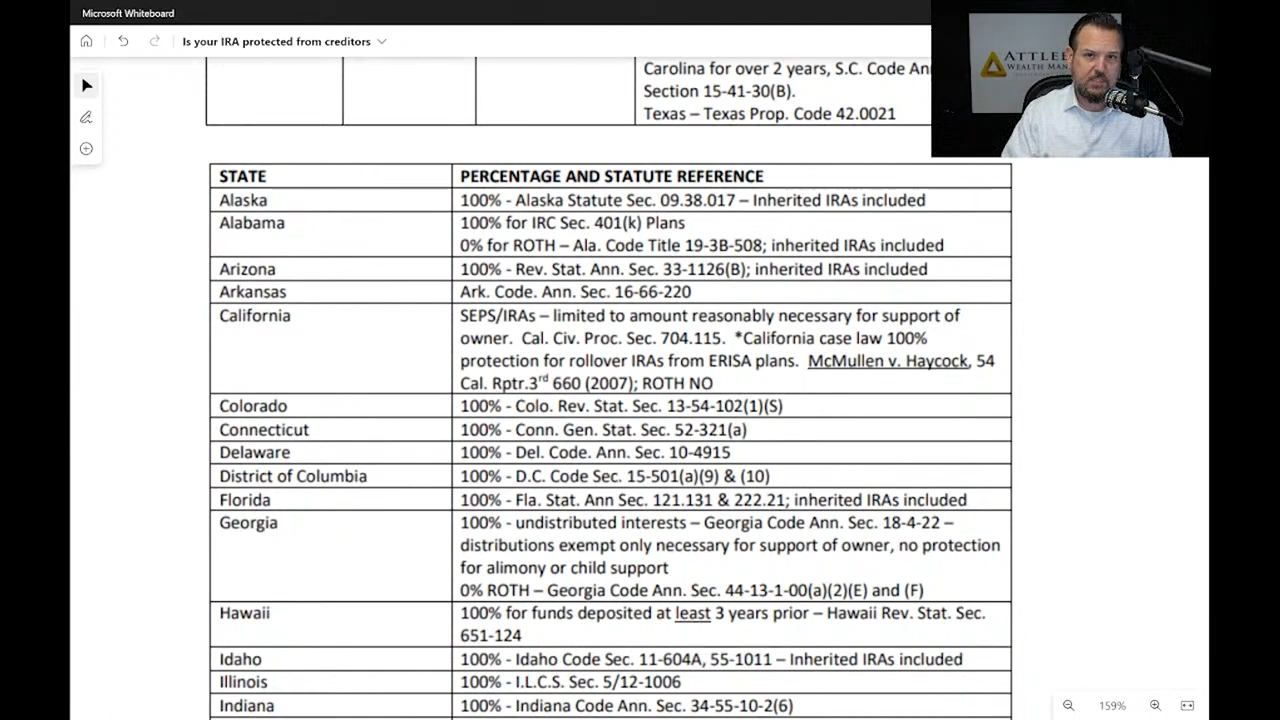 Microsoft Whiteboard
Is your IRA protected from creditors
ATTLE
WEALTH MAN
Carolina for over 2 years, S.C. Code An
Section 15-41-30(B).
Texas – Texas Prop. Code 42.0021
STATE PERCENTAGE AND STATUTE REFERENCE
Alaska 100% - Alaska Statute Sec. 09.38.017 – Inherited IRAs included
Alabama 100% for IRC Sec. 401(k) Plans
0% for ROTH – Ala. Code Title 19-3B-508; inherited IRAs included
Arizona 100% - Rev. Stat. Ann. Sec. 33-1126(B); inherited IRAs included
Arkansas Ark. Code. Ann. Sec. 16-66-220
California SEPS/IRAs – limited to amount reasonably necessary for support of
owner. Cal. Civ. Proc. Sec. 704.115. *California case law 100%
protection for rollover IRAs from ERISA plans. McMullen v. Haycock, 54
Cal. Rptr.3rd 660 (2007); ROTH NO
Colorado 100% - Colo. Rev. Stat. Sec. 13-54-102(1)(S)
Connecticut 100% - Conn. Gen. Stat. Sec. 52-321(a)
Delaware 100% - Del. Code. Ann. Sec. 10-4915
District of Columbia 100% - D.C. Code Sec. 15-501(a)(9) & (10)
Florida 100% - Fla. Stat. Ann Sec. 121.131 & 222.21; inherited IRAs included
Georgia 100% - undistributed interests – Georgia Code Ann. Sec. 18-4-22 –
distributions exempt only necessary for support of owner, no protection
for alimony or child support
0% ROTH – Georgia Code Ann. Sec. 44-13-1-00(a)(2)(E) and (F)
Hawaii 100% for funds deposited at least 3 years prior – Hawaii Rev. Stat. Sec.
651-124
Idaho 100% - Idaho Code Sec. 11-604A, 55-1011 – Inherited IRAs included
Illinois 100% - I.L.C.S. Sec. 5/12-1006
Indiana 100% - Indiana Code Ann. Sec. 34-55-10-2(6)
159%